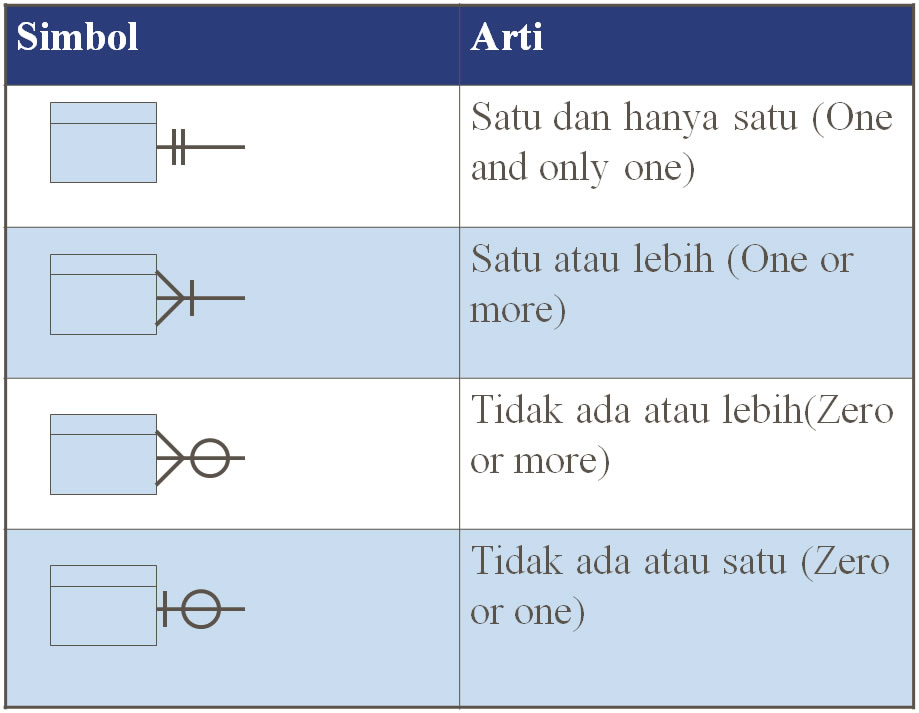 Simbol
Arti
Satu dan hanya satu (One
and only one)
Satu atau lebih (One or
more)
Tidak ada atau lebih(Zero
or more)
Tidak ada atau satu (Zero
or one)